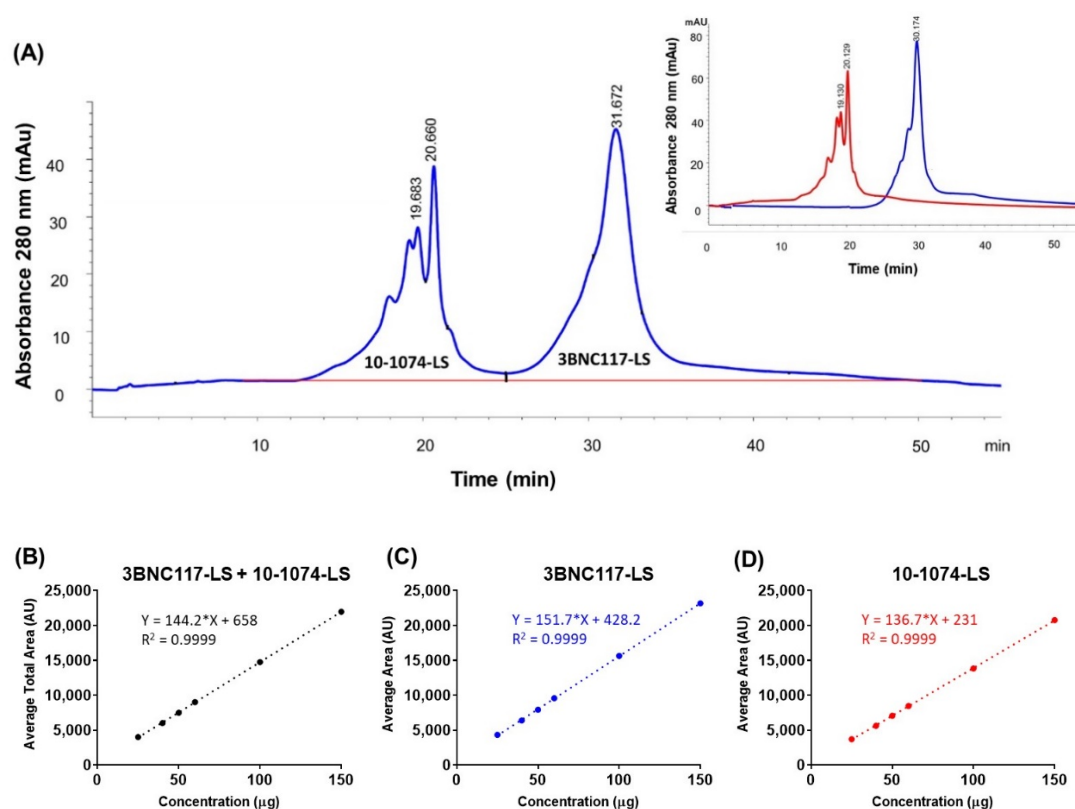 (A)
Absorbance 280 nm (mAu)
40
30
20
10
0
19.683
20.660
31.672
10-1074-LS
3BNC117-LS
10
20
30
40
50
min
Time (min)
mAU
Absorbance 280 nm (mAu)
80
60
40
20
0
19.130
20.129
30.174
0
10
20
30
40
50
Time (min)
(B)
3BNC117-LS + 10-1074-LS
Average Total Area (AU)
25,000
20,000
15,000
10,000
5,000
0
Y = 144.2*X + 658
R² = 0.9999
0
50
100
150
Concentration (µg)
(C)
3BNC117-LS
Average Area (AU)
25,000
20,000
15,000
10,000
5,000
0
Y = 151.7*X + 428.2
R² = 0.9999
0
50
100
150
Concentration (µg)
(D)
10-1074-LS
Average Area (AU)
25,000
20,000
15,000
10,000
5,000
0
Y = 136.7*X + 231
R² = 0.9999
0
50
100
150
Concentration (µg)